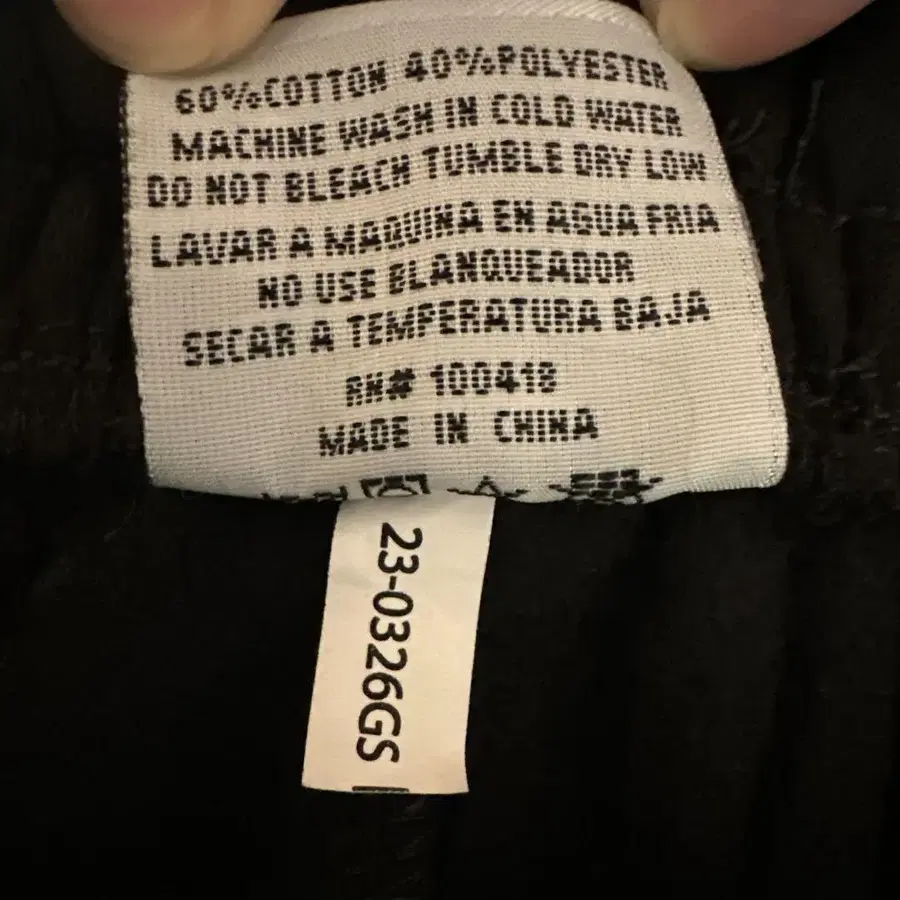 60%COTTON 40%POLYESTER
MACHINE WASH IN COLD WATER
DO NOT BLEACH TUMBLE DRY LOW
LAVAR A MAQUINA EN AGUA FRIA
NO USE BLANQUEADOR
SECAR A TEMPERATURA BAJA
RN# 100418
MADE IN CHINA
23-0326GS